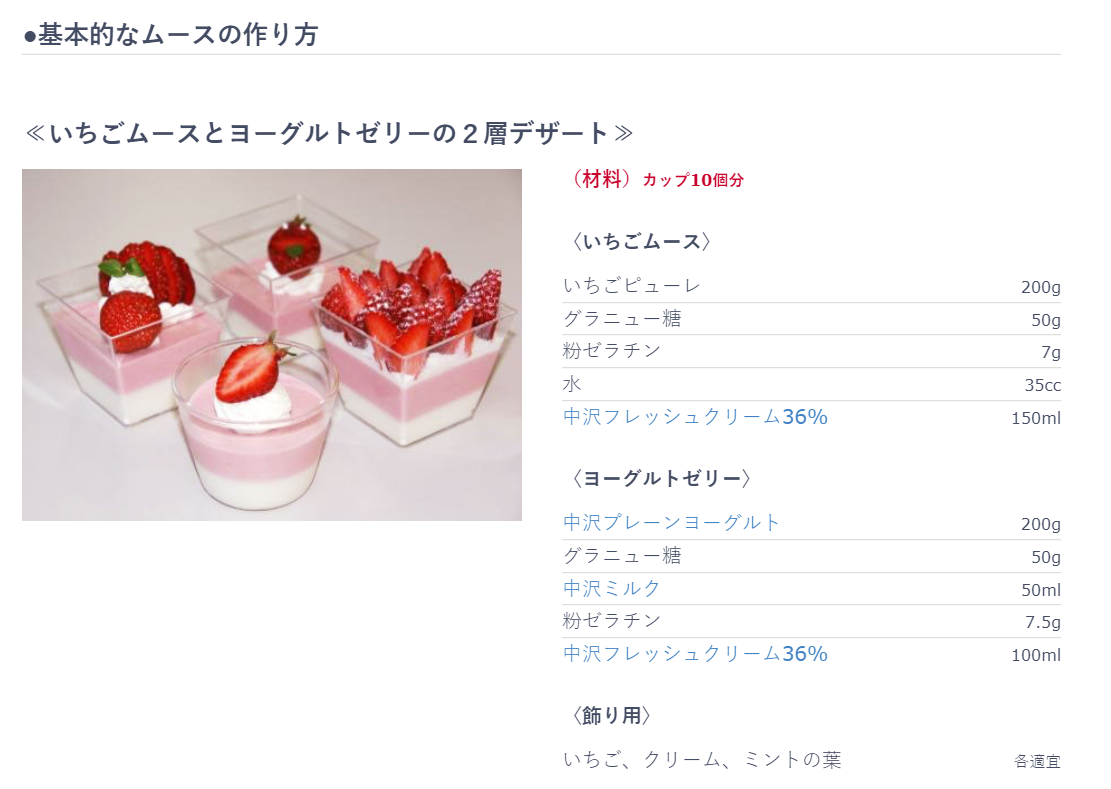 ●基本的なムースの作り方
≪いちごムースとヨーグルトゼリーの２層デザート≫
（材料）カップ10個分
〈いちごムース〉
いちごピューレ 200g
グラニュー糖 50g
粉ゼラチン 7g
水 35cc
中沢フレッシュクリーム36% 150ml
〈ヨーグルトゼリー〉
中沢プレーンヨーグルト 200g
グラニュー糖 50g
中沢ミルク 50ml
粉ゼラチン 7.5g
中沢フレッシュクリーム36% 100ml
〈飾り用〉
いちご、クリーム、ミントの葉 各適宜